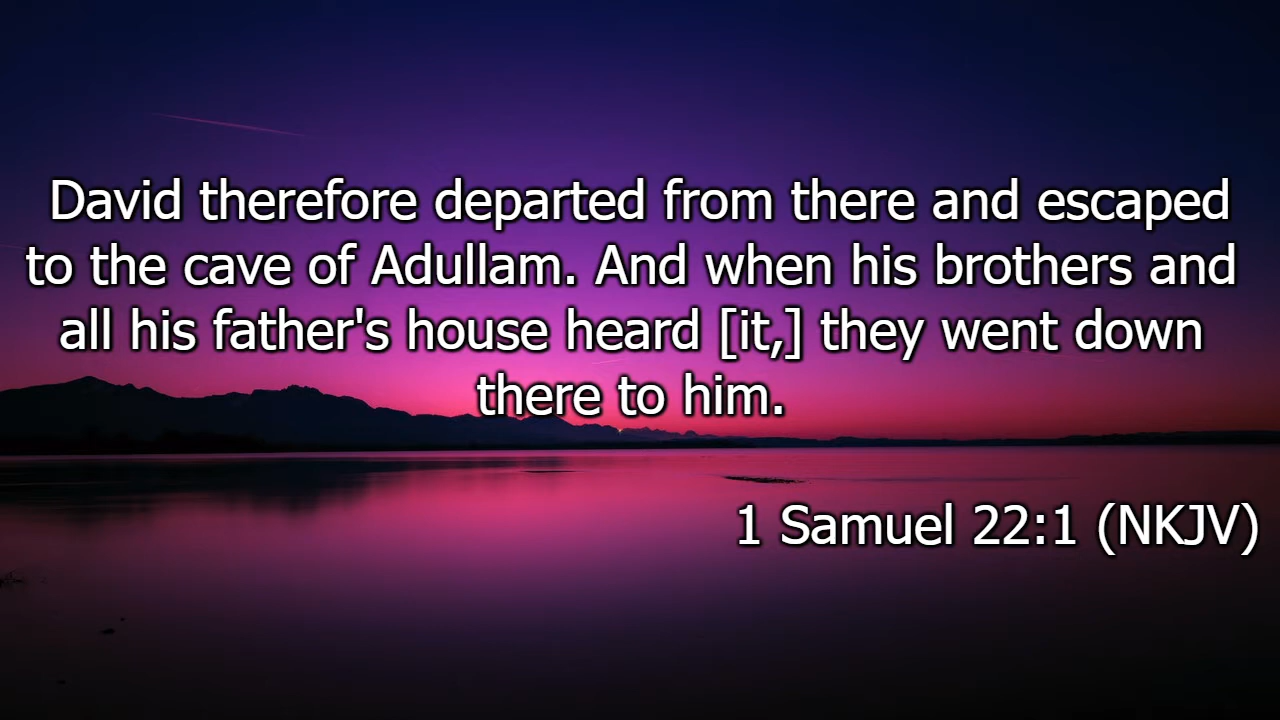 David therefore departed from there and escaped
to the cave of Adullam. And when his brothers and
all his father's house heard [it,] they went down
there to him.
1 Samuel 22:1 (NKJV)